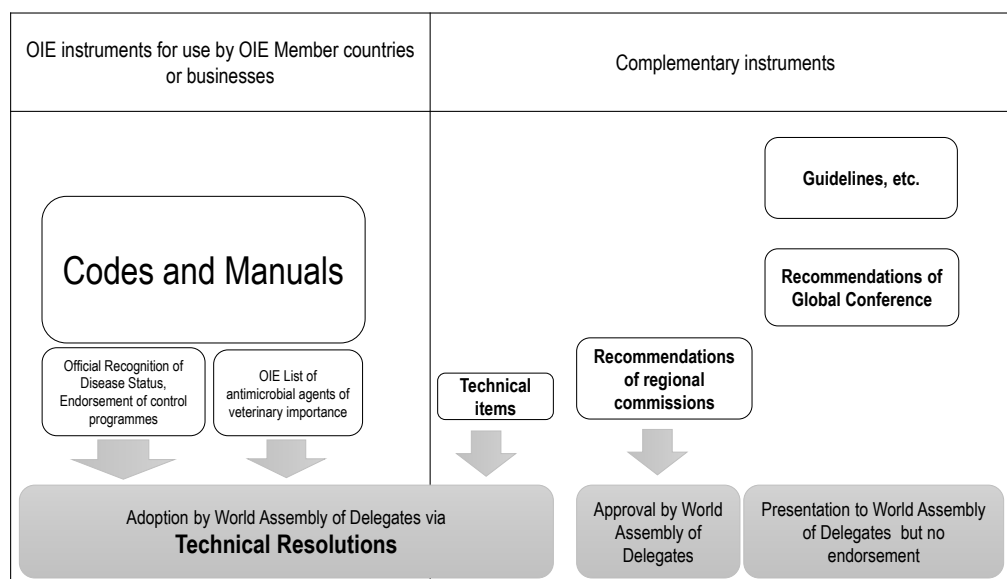 OIE instruments for use by OIE Member countries
or businesses
Complementary instruments
Guidelines, etc.
Codes and Manuals
Recommendations of
Global Conference
Official Recognition of
Disease Status,
Endorsement of control
programmes
OIE List of
antimicrobial agents of
veterinary importance
Technical
items
Recommendations
of regional
commissions
Adoption by World Assembly of Delegates via
Technical Resolutions
Approval by World
Assembly of
Delegates
Presentation to World Assembly
of Delegates but no
endorsement